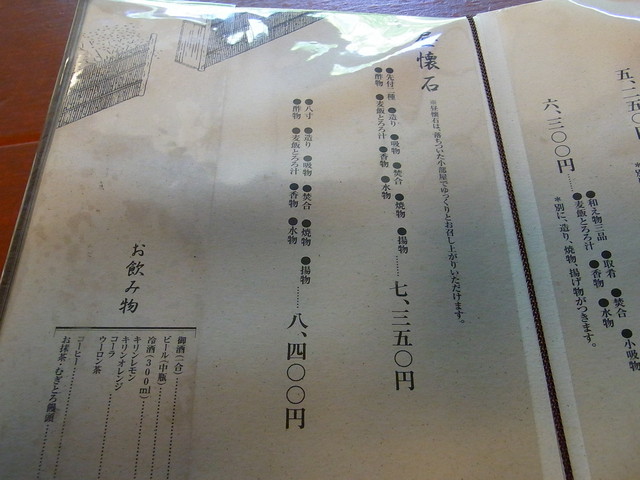 五、二五〇円
●和え物三品 ●取肴 ●焚合 ●小吸物
●麦飯とろろ汁 ●香物 ●水物
六、三〇〇円……
※別に、造り、焼物、揚げ物がつきます。
懐石
※昼懐石は、落ちついた小部屋でゆっくりとお召し上がりいただけます。
●先付二種 ●造り ●吸物 ●焚合 ●焼物 ●揚物……七、三五〇円
●酢物 ●麦飯とろろ汁 ●香物 ●水物
●八寸 ●造り ●吸物 ●焚合 ●焼物 ●揚物……八、四〇〇円
●酢物 ●麦飯とろろ汁 ●香物 ●水物
お飲み物
御酒(一合)
ビール(中瓶)
冷酒(300ml)
キリンレモン
キリンオレンジ
コーラ
ウーロン茶
コーヒー
お抹茶・むぎとろ饅頭